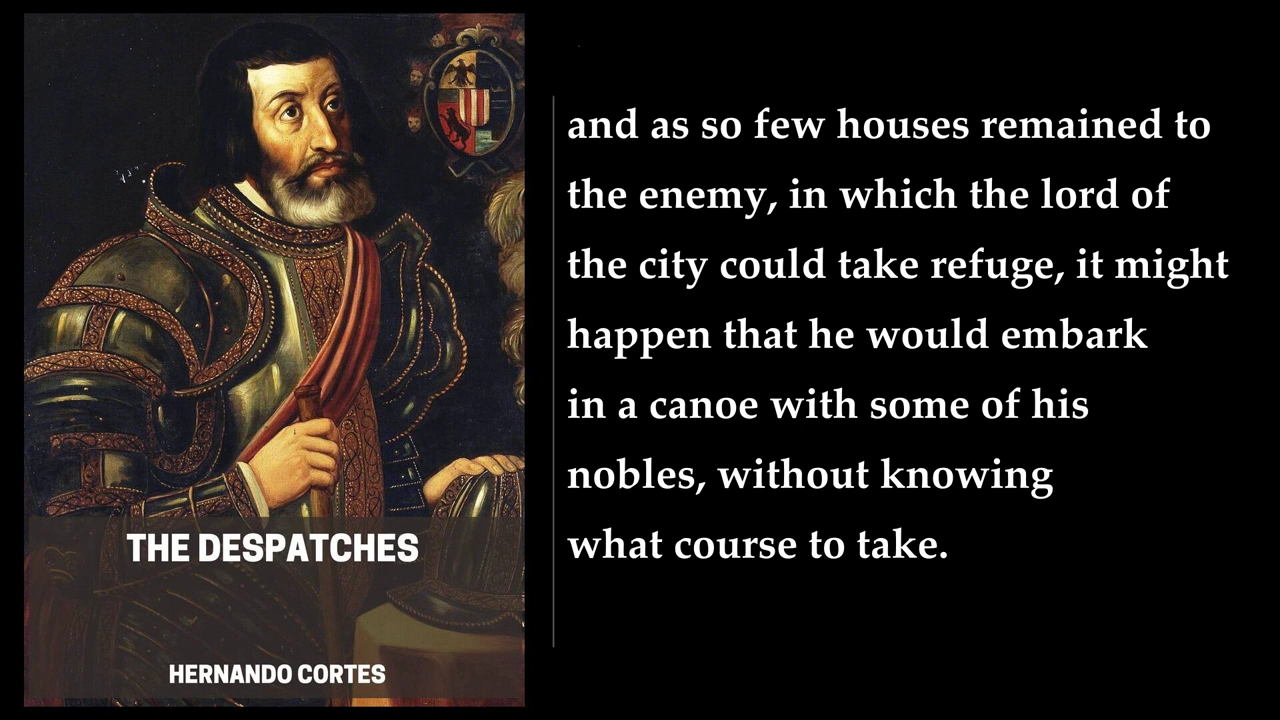 THE DESPATCHES
HERNANDO CORTES
and as so few houses remained to
the enemy, in which the lord of
the city could take refuge, it might
happen that he would embark
in a canoe with some of his
nobles, without knowing
what course to take.